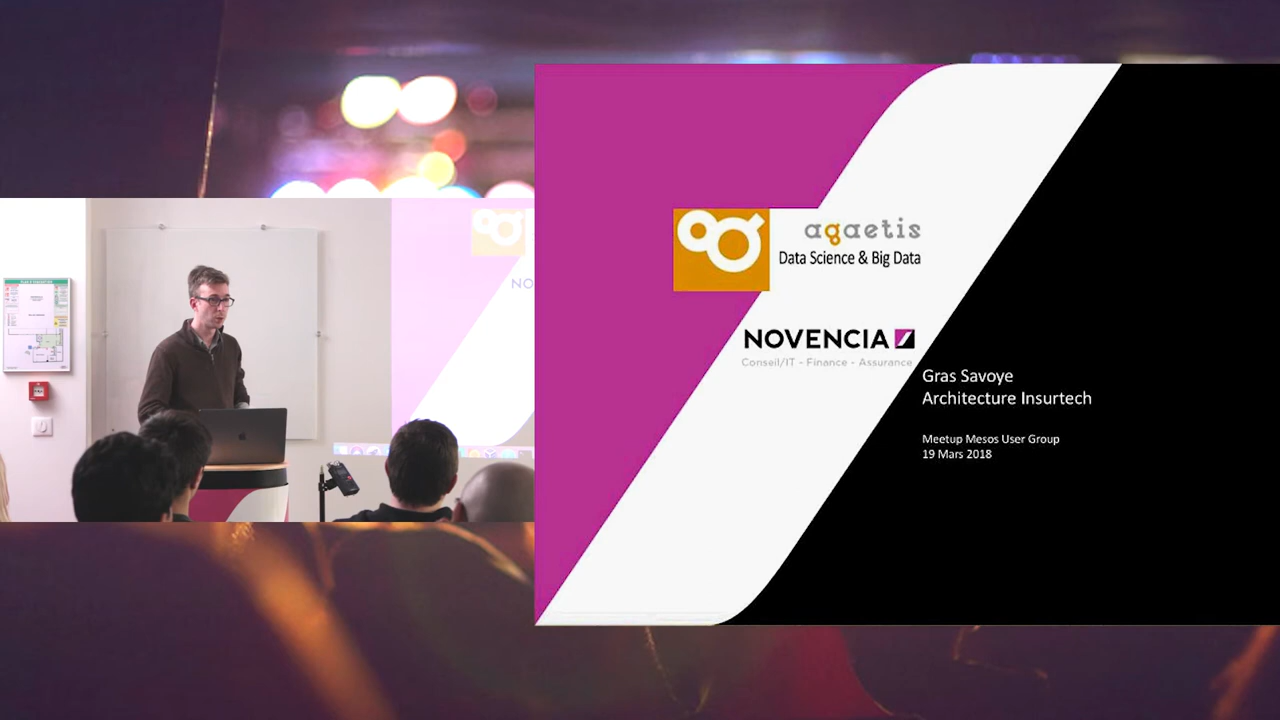 agaetis
Data Science & Big Data
NOVENCIA
Conseil/IT - Finance - Assurance
Gras Savoye
Architecture Insurtech
Meetup Mesos User Group
19 Mars 2018
NO